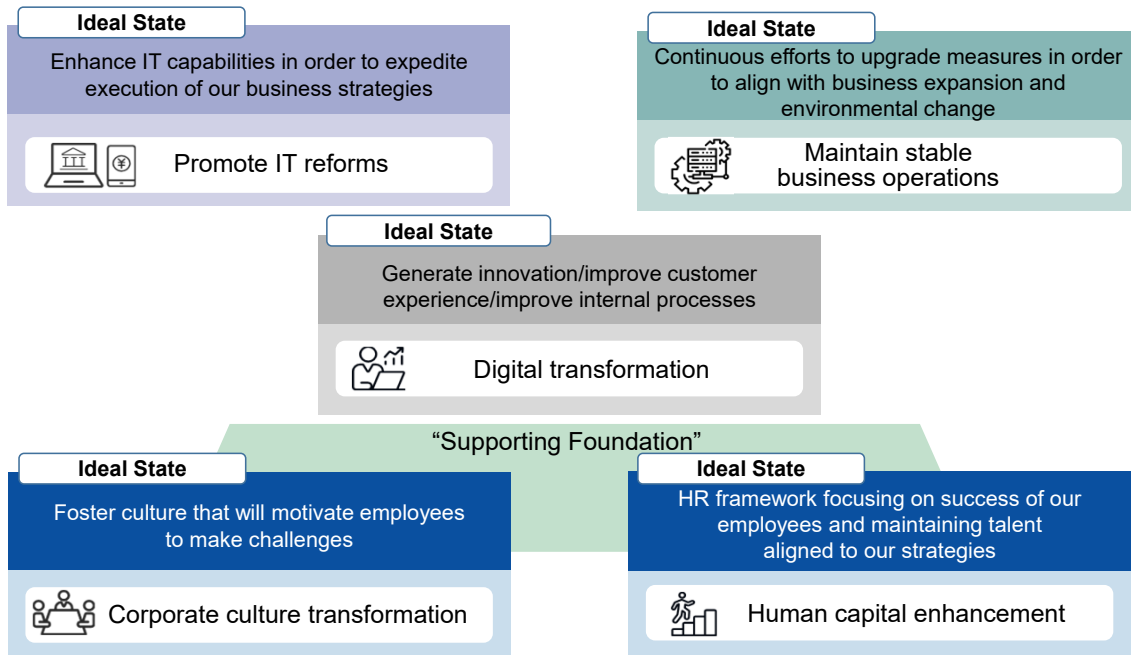 Ideal State
Enhance IT capabilities in order to expedite
execution of our business strategies
Promote IT reforms
Ideal State
Continuous efforts to upgrade measures in order
to align with business expansion and
environmental change
Maintain stable
business operations
Ideal State
Generate innovation/improve customer
experience/improve internal processes
Digital transformation
“Supporting Foundation”
Ideal State
Foster culture that will motivate employees
to make challenges
Corporate culture transformation
Ideal State
HR framework focusing on success of our
employees and maintaining talent
aligned to our strategies
Human capital enhancement